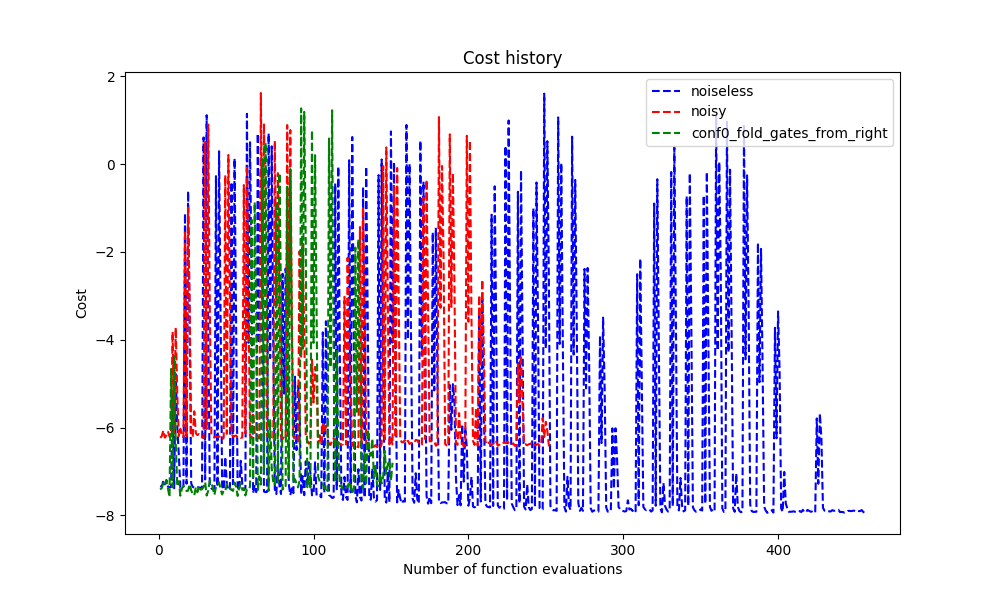 Cost history
noiseless
noisy
conf0_fold_gates_from_right
Cost
2
0
−2
−4
−6
−8
0
100
200
300
400
Number of function evaluations